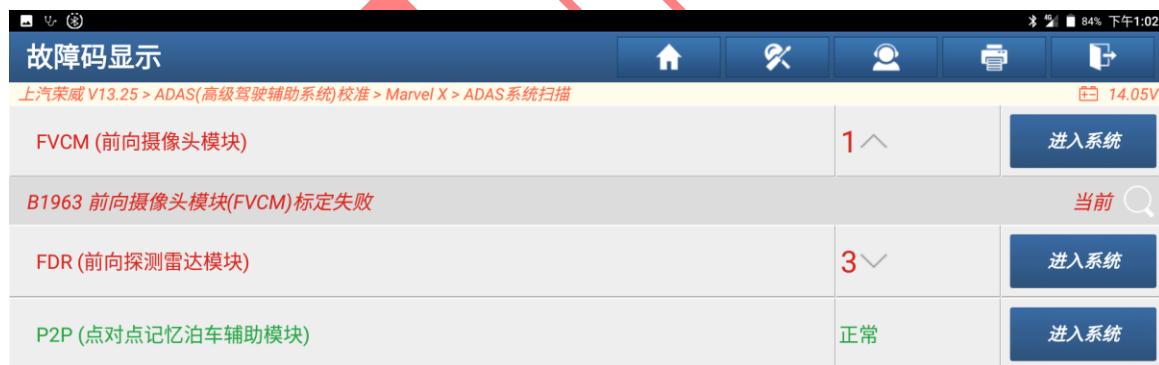 4G 84% 下午1:02
故障码显示
上汽荣威 V13.25 > ADAS(高级驾驶辅助系统)校准 > Marvel X > ADAS系统扫描 14.05V
FVCM (前向摄像头模块) 1 进入系统
B1963 前向摄像头模块(FVCM)标定失败 当前
FDR (前向探测雷达模块) 3 进入系统
P2P (点对点记忆泊车辅助模块) 正常 进入系统